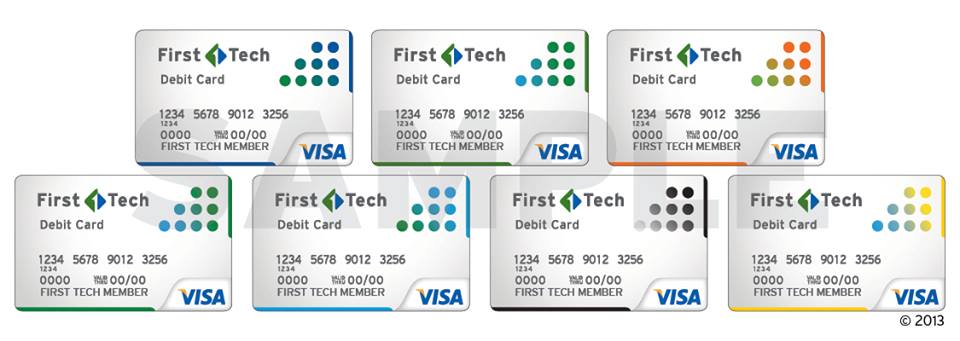 First Tech
Debit Card
1234 5678 9012 3256
1234
0000 VALID THRU 00/00
FIRST TECH MEMBER
VISA
First Tech
Debit Card
1234 5678 9012 3256
1234
0000 VALID THRU 00/00
FIRST TECH MEMBER
VISA
First Tech
Debit Card
1234 5678 9012 3256
1234
0000 VALID THRU 00/00
FIRST TECH MEMBER
VISA
SAMPLE
First Tech
Debit Card
1234 5678 9012 3256
1234
0000 VALID THRU 00/00
FIRST TECH MEMBER
VISA
First Tech
Debit Card
1234 5678 9012 3256
1234
0000 VALID THRU 00/00
FIRST TECH MEMBER
VISA
First Tech
Debit Card
1234 5678 9012 3256
1234
0000 VALID THRU 00/00
FIRST TECH MEMBER
VISA
First Tech
Debit Card
1234 5678 9012 3256
1234
0000 VALID THRU 00/00
FIRST TECH MEMBER
VISA
© 2013